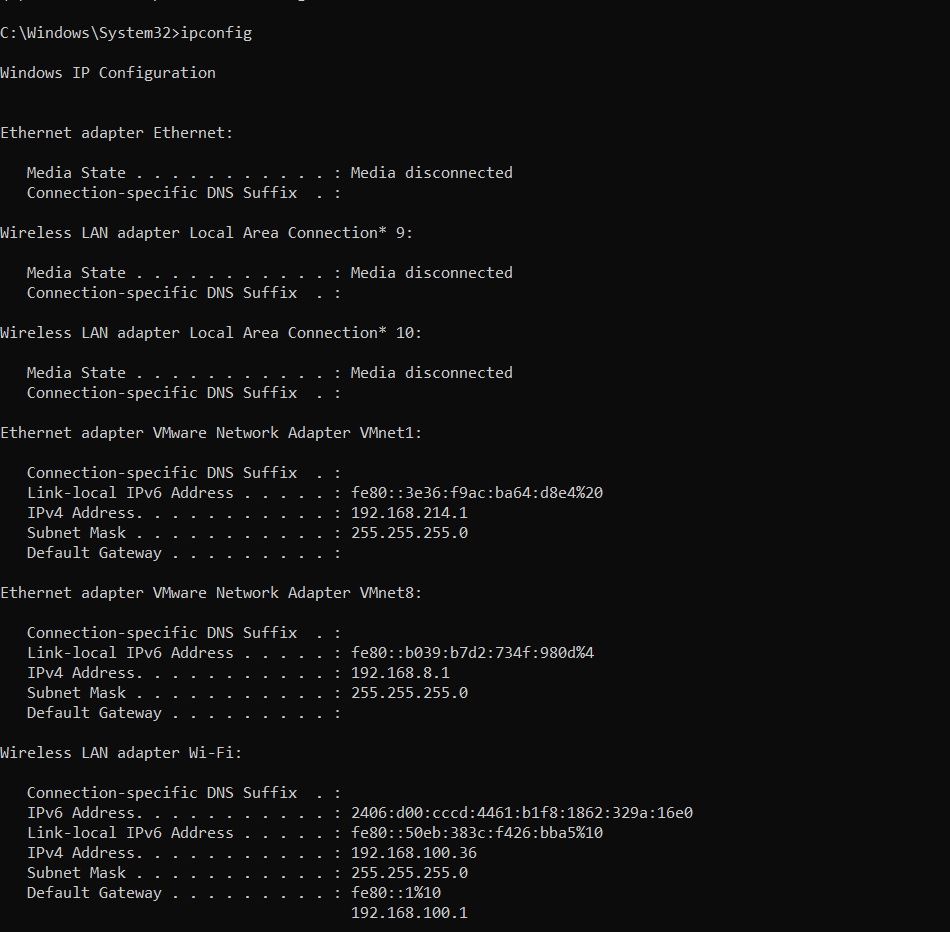 C:\Windows\System32>ipconfig
Windows IP Configuration
Ethernet adapter Ethernet:
Media State . . . . . . . . . . . : Media disconnected
Connection-specific DNS Suffix  . :
Wireless LAN adapter Local Area Connection* 9:
Media State . . . . . . . . . . . : Media disconnected
Connection-specific DNS Suffix  . :
Wireless LAN adapter Local Area Connection* 10:
Media State . . . . . . . . . . . : Media disconnected
Connection-specific DNS Suffix  . :
Ethernet adapter VMware Network Adapter VMnet1:
Connection-specific DNS Suffix  . :
Link-local IPv6 Address . . . . . : fe80::3e36:f9ac:ba64:d8e4%20
IPv4 Address. . . . . . . . . . . : 192.168.214.1
Subnet Mask . . . . . . . . . . . : 255.255.255.0
Default Gateway . . . . . . . . . :
Ethernet adapter VMware Network Adapter VMnet8:
Connection-specific DNS Suffix  . :
Link-local IPv6 Address . . . . . : fe80::b039:b7d2:734f:980d%4
IPv4 Address. . . . . . . . . . . : 192.168.8.1
Subnet Mask . . . . . . . . . . . : 255.255.255.0
Default Gateway . . . . . . . . . :
Wireless LAN adapter Wi-Fi:
Connection-specific DNS Suffix  . :
IPv6 Address. . . . . . . . . . . : 2406:d00:cccd:4461:b1f8:1862:329a:16e0
Link-local IPv6 Address . . . . . : fe80::50eb:383c:f426:bba5%10
IPv4 Address. . . . . . . . . . . : 192.168.100.36
Subnet Mask . . . . . . . . . . . : 255.255.255.0
Default Gateway . . . . . . . . . : fe80::1%10
192.168.100.1